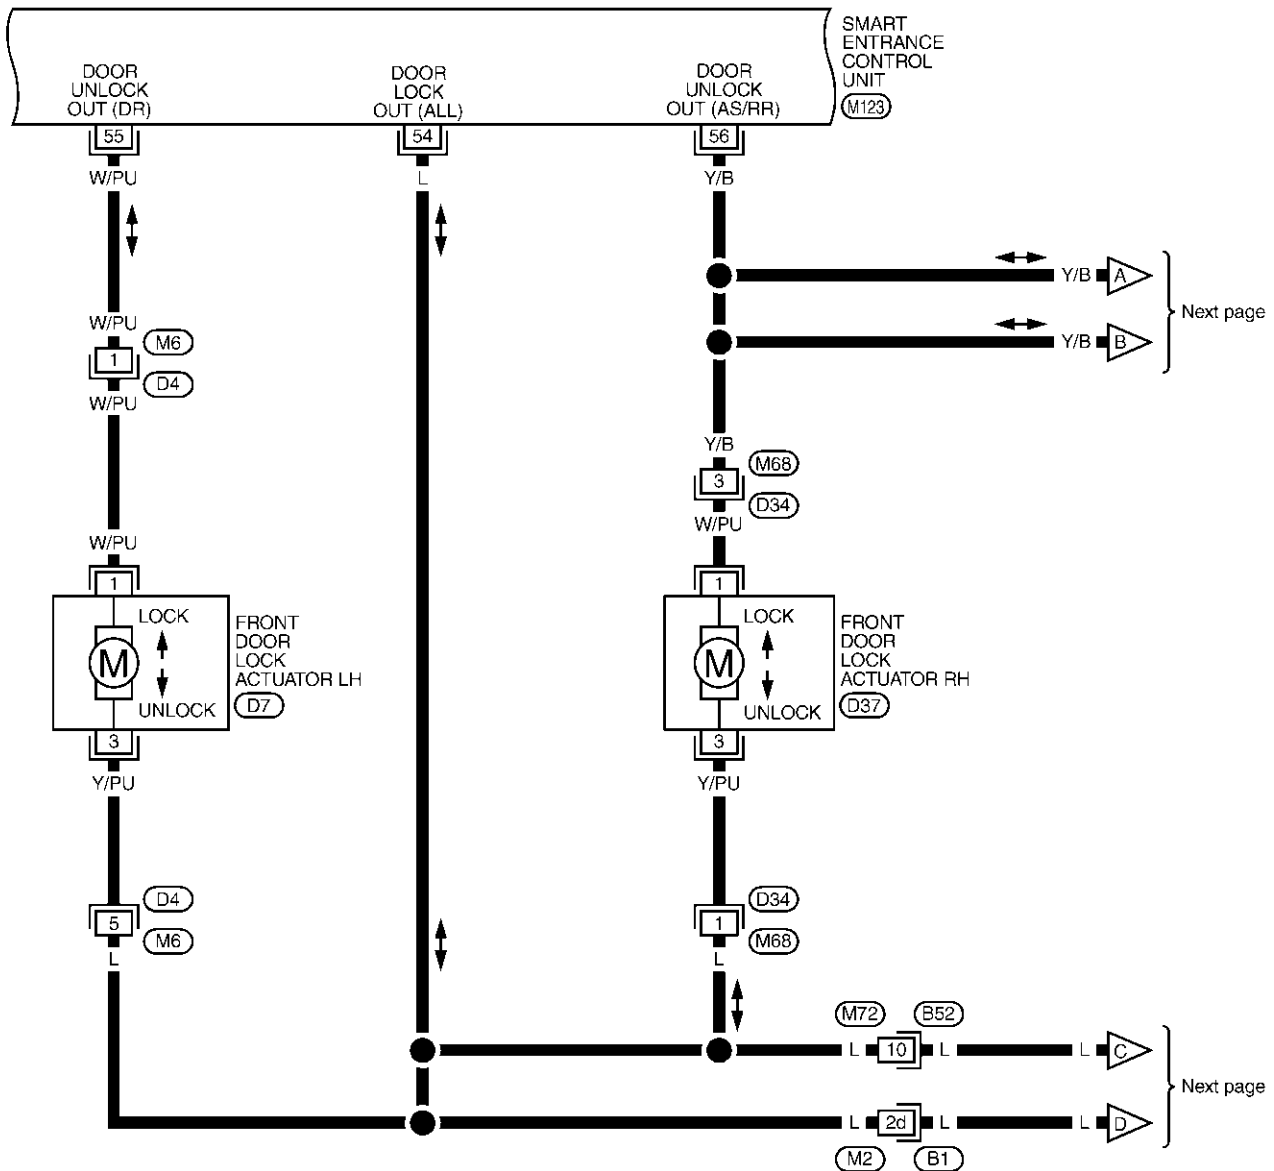 SMART
ENTRANCE
CONTROL
UNIT
M123
DOOR
UNLOCK
OUT (DR)
DOOR
LOCK
OUT (ALL)
DOOR
UNLOCK
OUT (AS/RR)
55
54
56
W/PU
L
Y/B
Y/B
A
Next page
Y/B
B
W/PU
M6
1
D4
W/PU
Y/B
M68
3
D34
W/PU
W/PU
1
LOCK
M
UNLOCK
FRONT
DOOR
LOCK
ACTUATOR LH
D7
3
Y/PU
1
LOCK
M
UNLOCK
FRONT
DOOR
LOCK
ACTUATOR RH
D37
3
Y/PU
D4
5
M6
L
D34
1
M68
L
M72
B52
L
10
L
L
C
Next page
L
2d
L
L
D
M2
B1